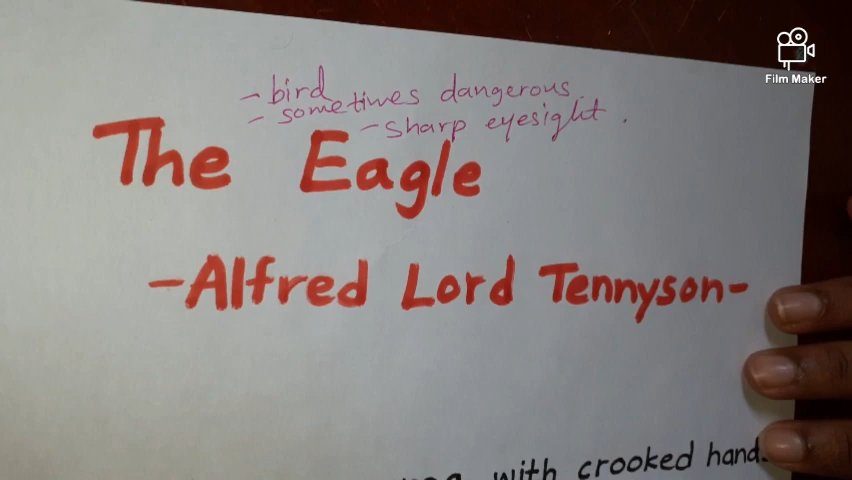 Film Maker
- bird
- sometimes dangerous
- sharp eyesight .
The Eagle
-Alfred Lord Tennyson-
with crooked hand